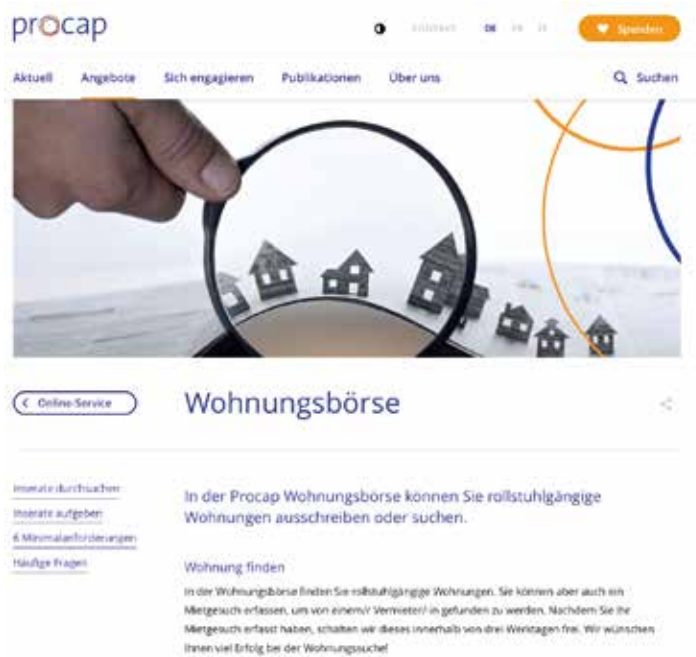 procap
Kontakt DE FR IT
Spenden
Aktuell Angebote Sich engagieren Publikationen Über uns
Suchen
Online-Service
Wohnungsbörse
Inserate durchsuchen
Inserate aufgeben
6 Minimalanforderungen
Häufige Fragen
In der Procap Wohnungsbörse können Sie rollstuhlgängige
Wohnungen ausschreiben oder suchen.
Wohnung finden
In der Wohnungsbörse finden Sie rollstuhlgängige Wohnungen. Sie können aber auch ein
Mietgesuch erfassen, um von einem/r Vermieter/-in gefunden zu werden. Nachdem Sie Ihr
Mietgesuch erfasst haben, schalten wir dieses innerhalb von drei Werktagen frei. Wir wünschen
Ihnen viel Erfolg bei der Wohnungssuche!